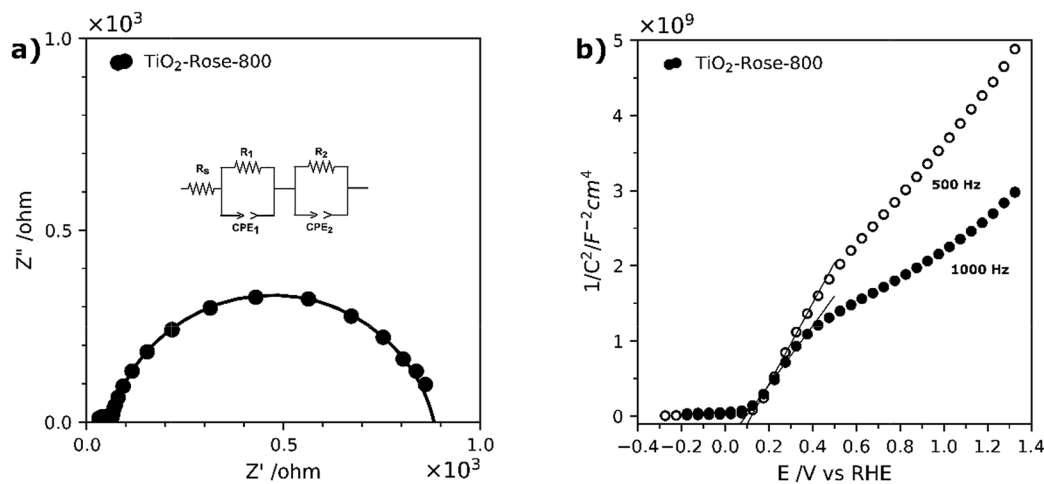 a)
×10³
1.0
0.5
0.0
Z'' /ohm
TiO₂-Rose-800
Rs
R₁
CPE₁
R₂
CPE₂
0.0 0.5 1.0
Z' /ohm
×10³
b)
×10⁹
5
4
3
2
1
0
1/C²/F⁻²cm⁴
TiO₂-Rose-800
500 Hz
1000 Hz
−0.4−0.2 0.0 0.2 0.4 0.6 0.8 1.0 1.2 1.4
E /V vs RHE